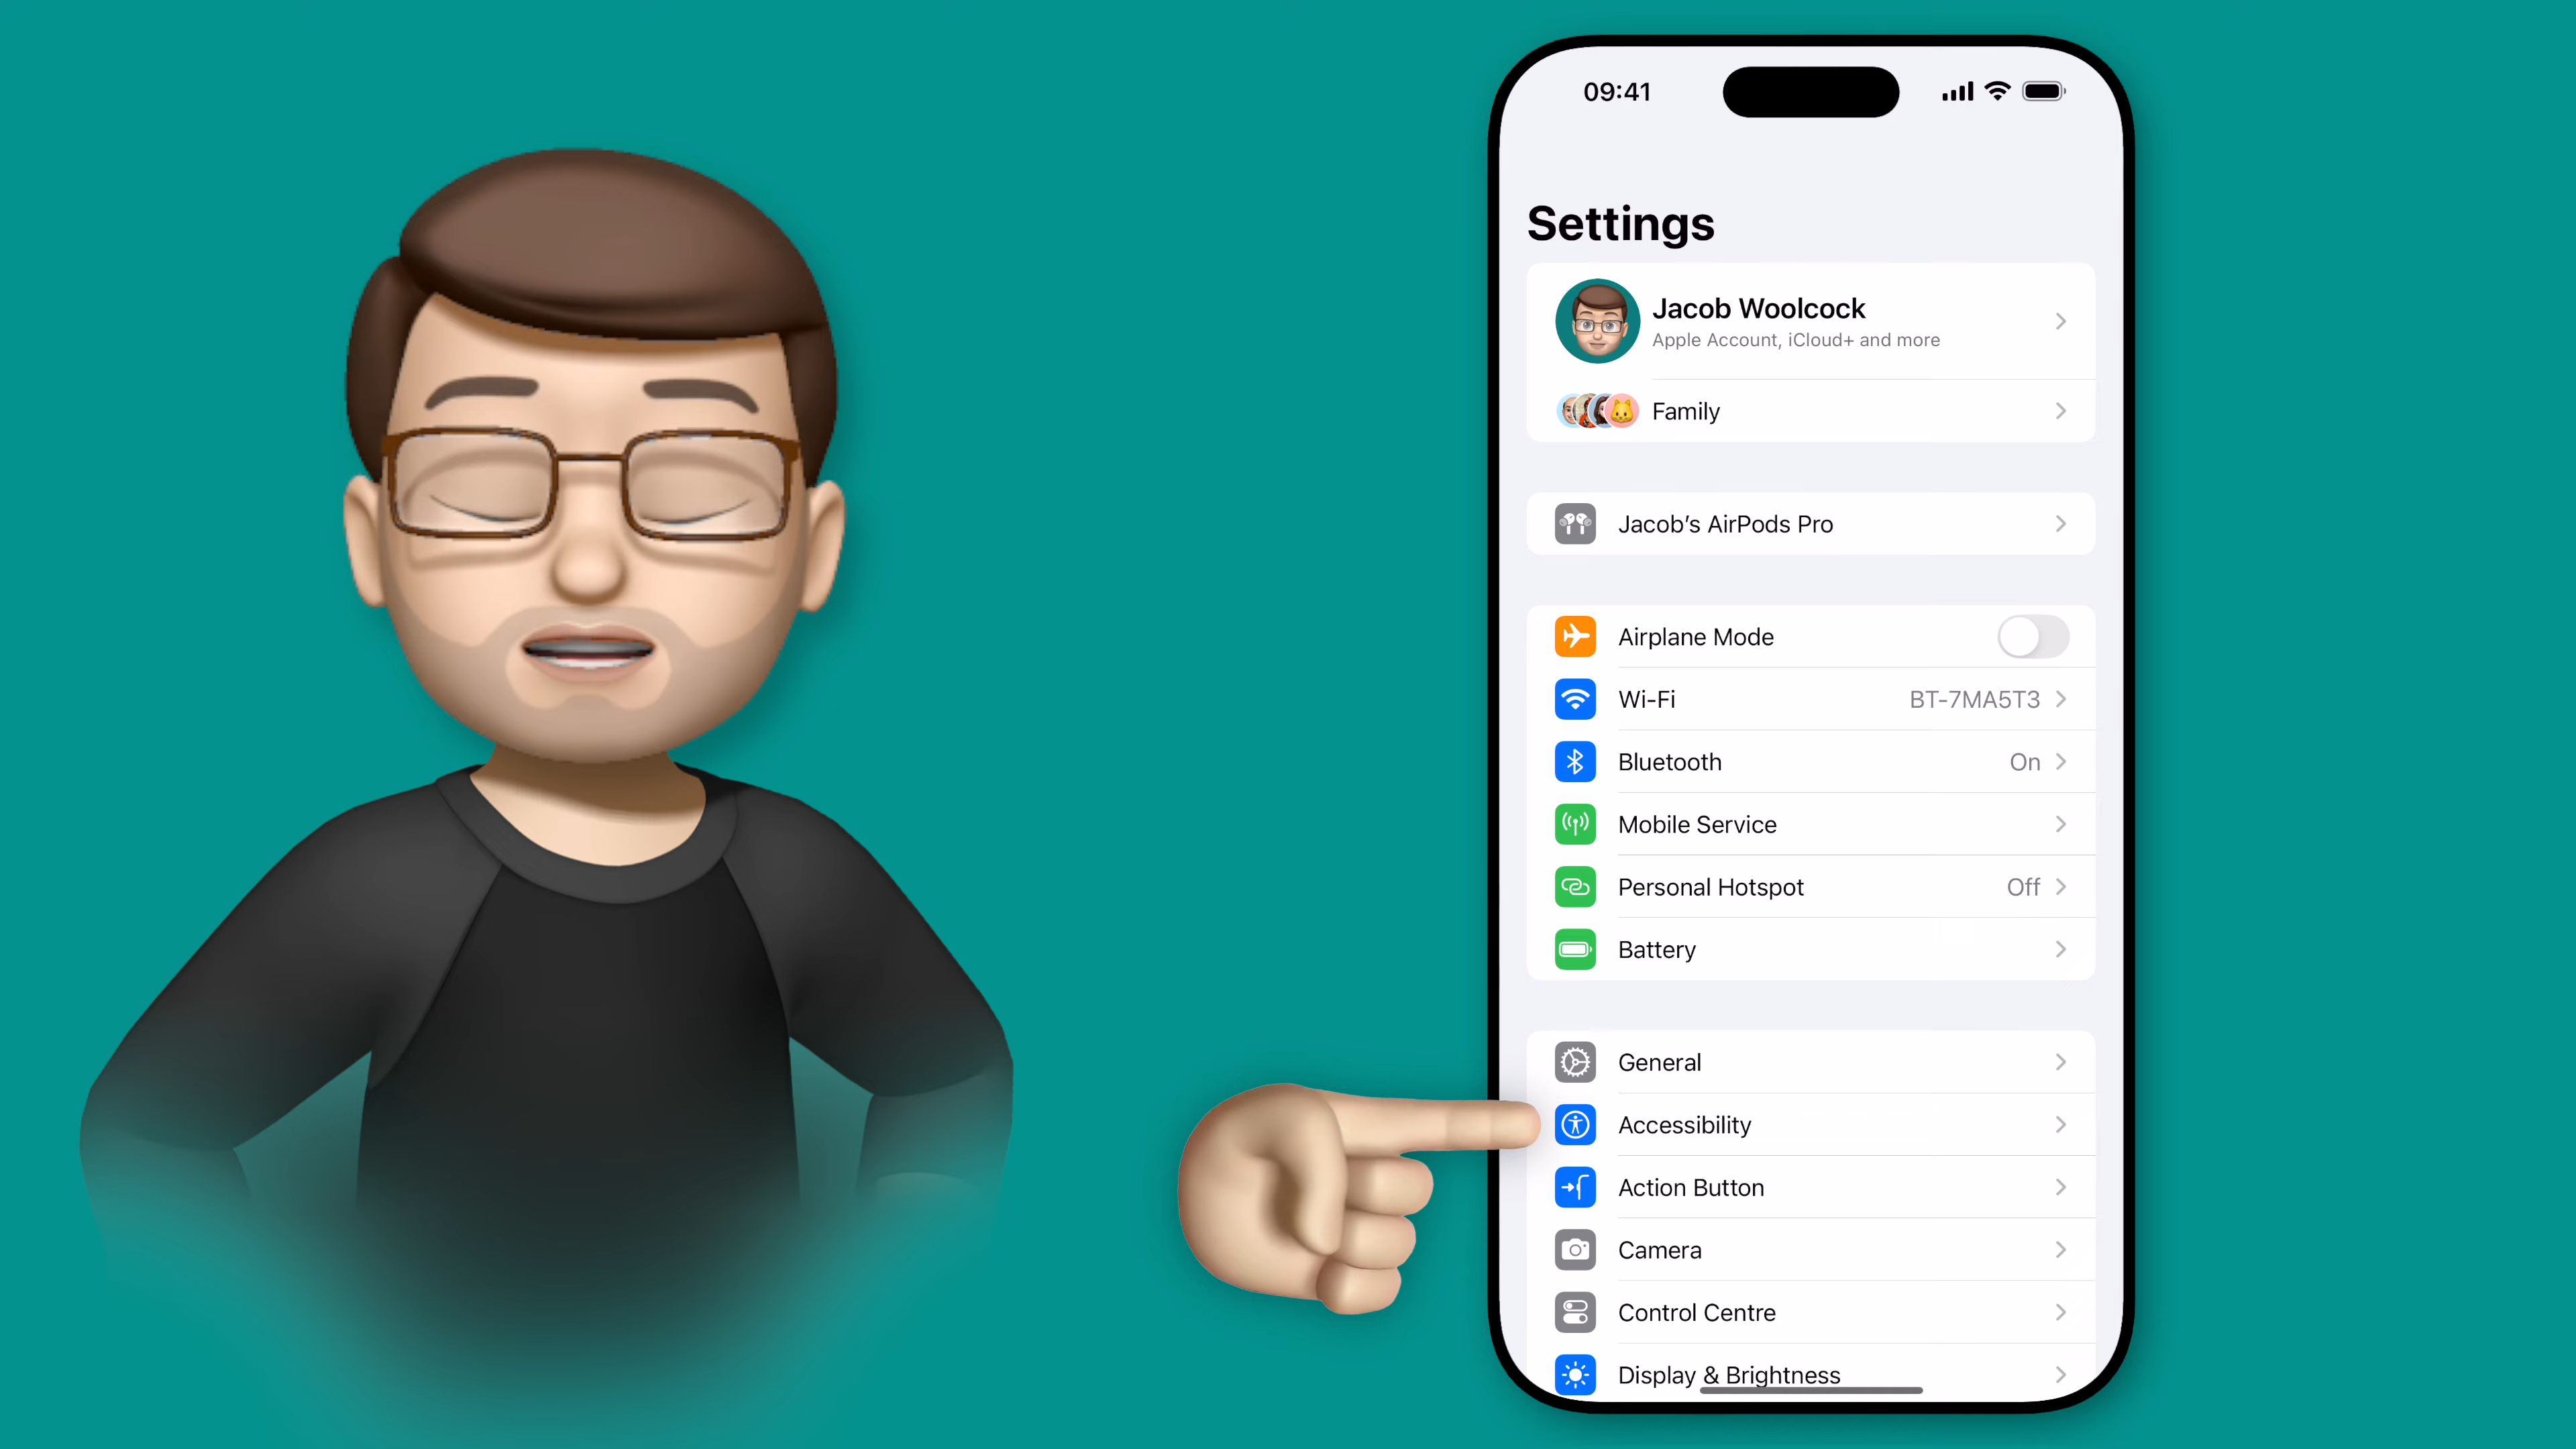 09:41
Settings
Jacob Woolcock
Apple Account, iCloud+ and more
Family
Jacob’s AirPods Pro
Airplane Mode
Wi-Fi BT-7MA5T3
Bluetooth On
Mobile Service
Personal Hotspot Off
Battery
General
Accessibility
Action Button
Camera
Control Centre
Display & Brightness